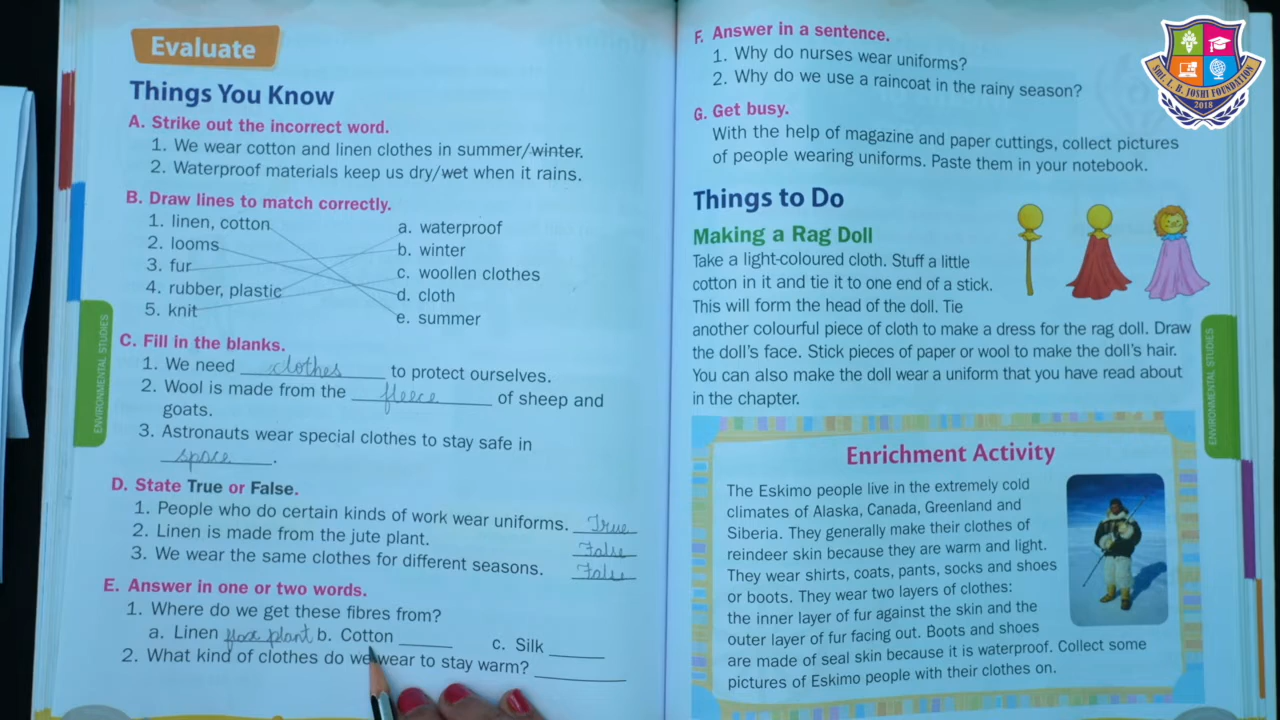 Evaluate
Things You Know
A. Strike out the incorrect word.
1. We wear cotton and linen clothes in summer/winter.
2. Waterproof materials keep us dry/wet when it rains.
B. Draw lines to match correctly.
1. linen, cotton
a. waterproof
2. looms
b. winter
3. fur
c. woollen clothes
4. rubber, plastic
d. cloth
5. knit
e. summer
C. Fill in the blanks.
1. We need clothes to protect ourselves.
2. Wool is made from the fleece of sheep and
goats.
3. Astronauts wear special clothes to stay safe in
space.
D. State True or False.
1. People who do certain kinds of work wear uniforms. True
2. Linen is made from the jute plant. False
3. We wear the same clothes for different seasons. False
E. Answer in one or two words.
1. Where do we get these fibres from?
a. Linen flax plant b. Cotton ______ c. Silk ______
2. What kind of clothes do we wear to stay warm? ______
ENVIRONMENTAL STUDIES
F. Answer in a sentence.
1. Why do nurses wear uniforms?
2. Why do we use a raincoat in the rainy season?
G. Get busy.
With the help of magazine and paper cuttings, collect pictures
of people wearing uniforms. Paste them in your notebook.
Things to Do
Making a Rag Doll
Take a light-coloured cloth. Stuff a little
cotton in it and tie it to one end of a stick.
This will form the head of the doll. Tie
another colourful piece of cloth to make a dress for the rag doll. Draw
the doll's face. Stick pieces of paper or wool to make the doll's hair.
You can also make the doll wear a uniform that you have read about
in the chapter.
Enrichment Activity
The Eskimo people live in the extremely cold
climates of Alaska, Canada, Greenland and
Siberia. They generally make their clothes of
reindeer skin because they are warm and light.
They wear shirts, coats, pants, socks and shoes
or boots. They wear two layers of clothes:
the inner layer of fur against the skin and the
outer layer of fur facing out. Boots and shoes
are made of seal skin because it is waterproof. Collect some
pictures of Eskimo people with their clothes on.
ENVIRONMENTAL STUDIES
SMT. I. B. JOSHI FOUNDATION
2018